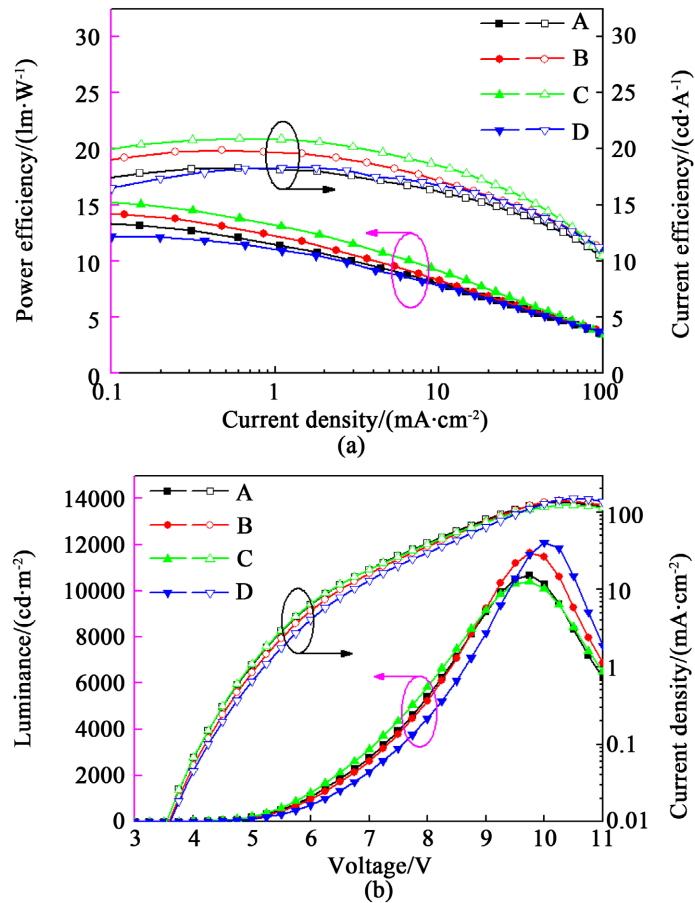 30
25
20
15
10
5
0
Power efficiency/(lm·W⁻¹)
A
B
C
D
30
25
20
15
10
5
0
Current efficiency/(cd·A⁻¹)
0.1 1 10 100
Current density/(mA·cm⁻²)
(a)
14000
12000
10000
8000
6000
4000
2000
0
Luminance/(cd·m⁻²)
A
B
C
D
100
10
1
0.1
0.01
Current density/(mA·cm⁻²)
3 4 5 6 7 8 9 10 11
Voltage/V
(b)